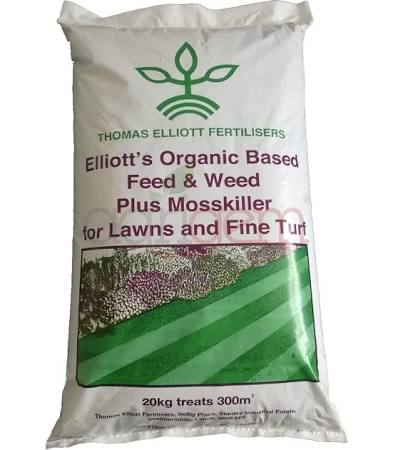 THOMAS ELLIOTT FERTILISERS
Elliott's Organic Based
Feed & Weed
Plus Mosskiller
for Lawns and Fine Turf
20kg treats 300m²
Thomas Elliott Fertilisers, Selby Place, Stanley Industrial Estate,